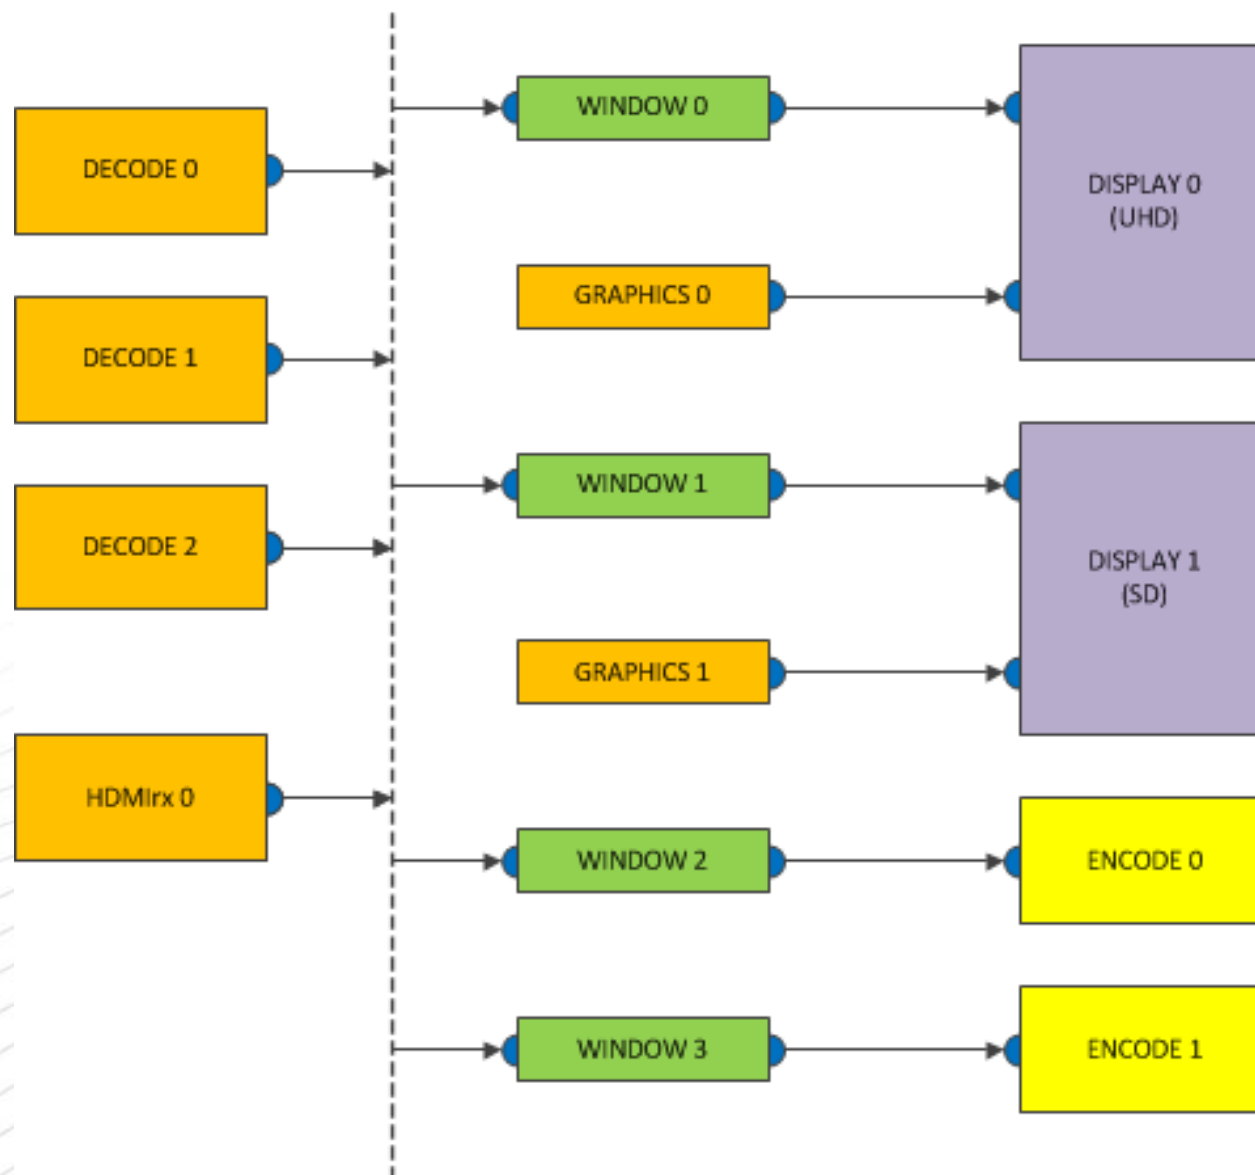 WINDOW 0
DECODE 0
DISPLAY 0
(UHD)
GRAPHICS 0
DECODE 1
WINDOW 1
DECODE 2
DISPLAY 1
(SD)
GRAPHICS 1
HDMIrx 0
WINDOW 2
ENCODE 0
WINDOW 3
ENCODE 1